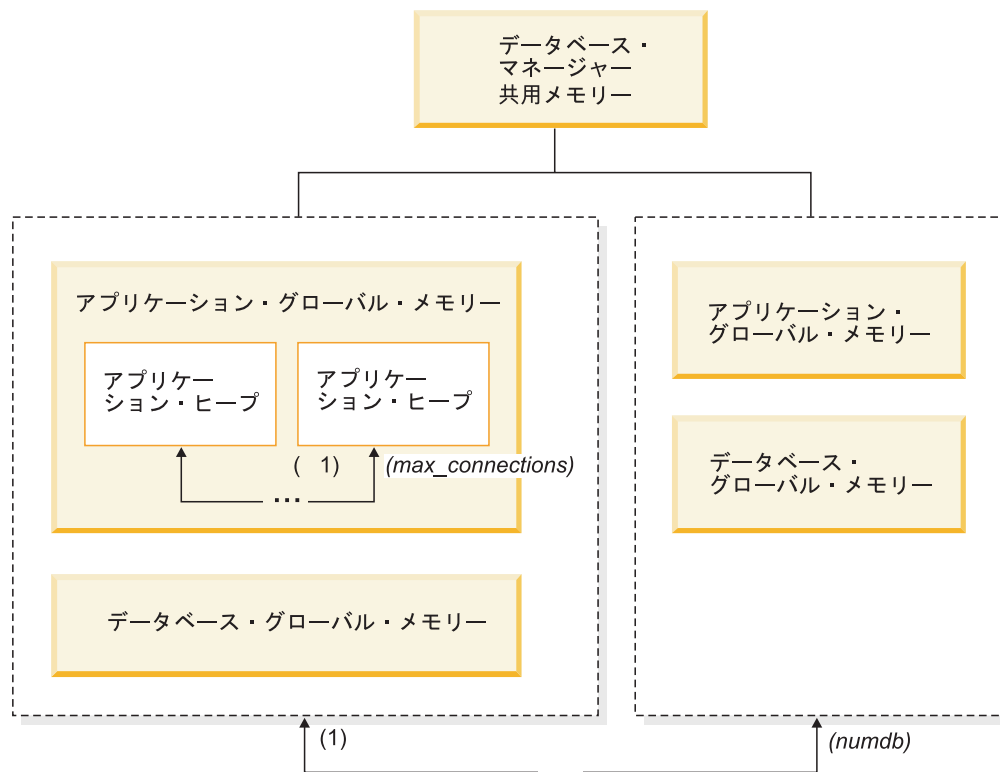 データベース・
マネージャー
共用メモリー
アプリケーション・グローバル・メモリー
アプリケー
ション・ヒープ
アプリケー
ション・ヒープ
( 1)
(max_connections)
...
データベース・グローバル・メモリー
アプリケーション・
グローバル・メモリー
データベース・
グローバル・メモリー
(1)
(numdb)